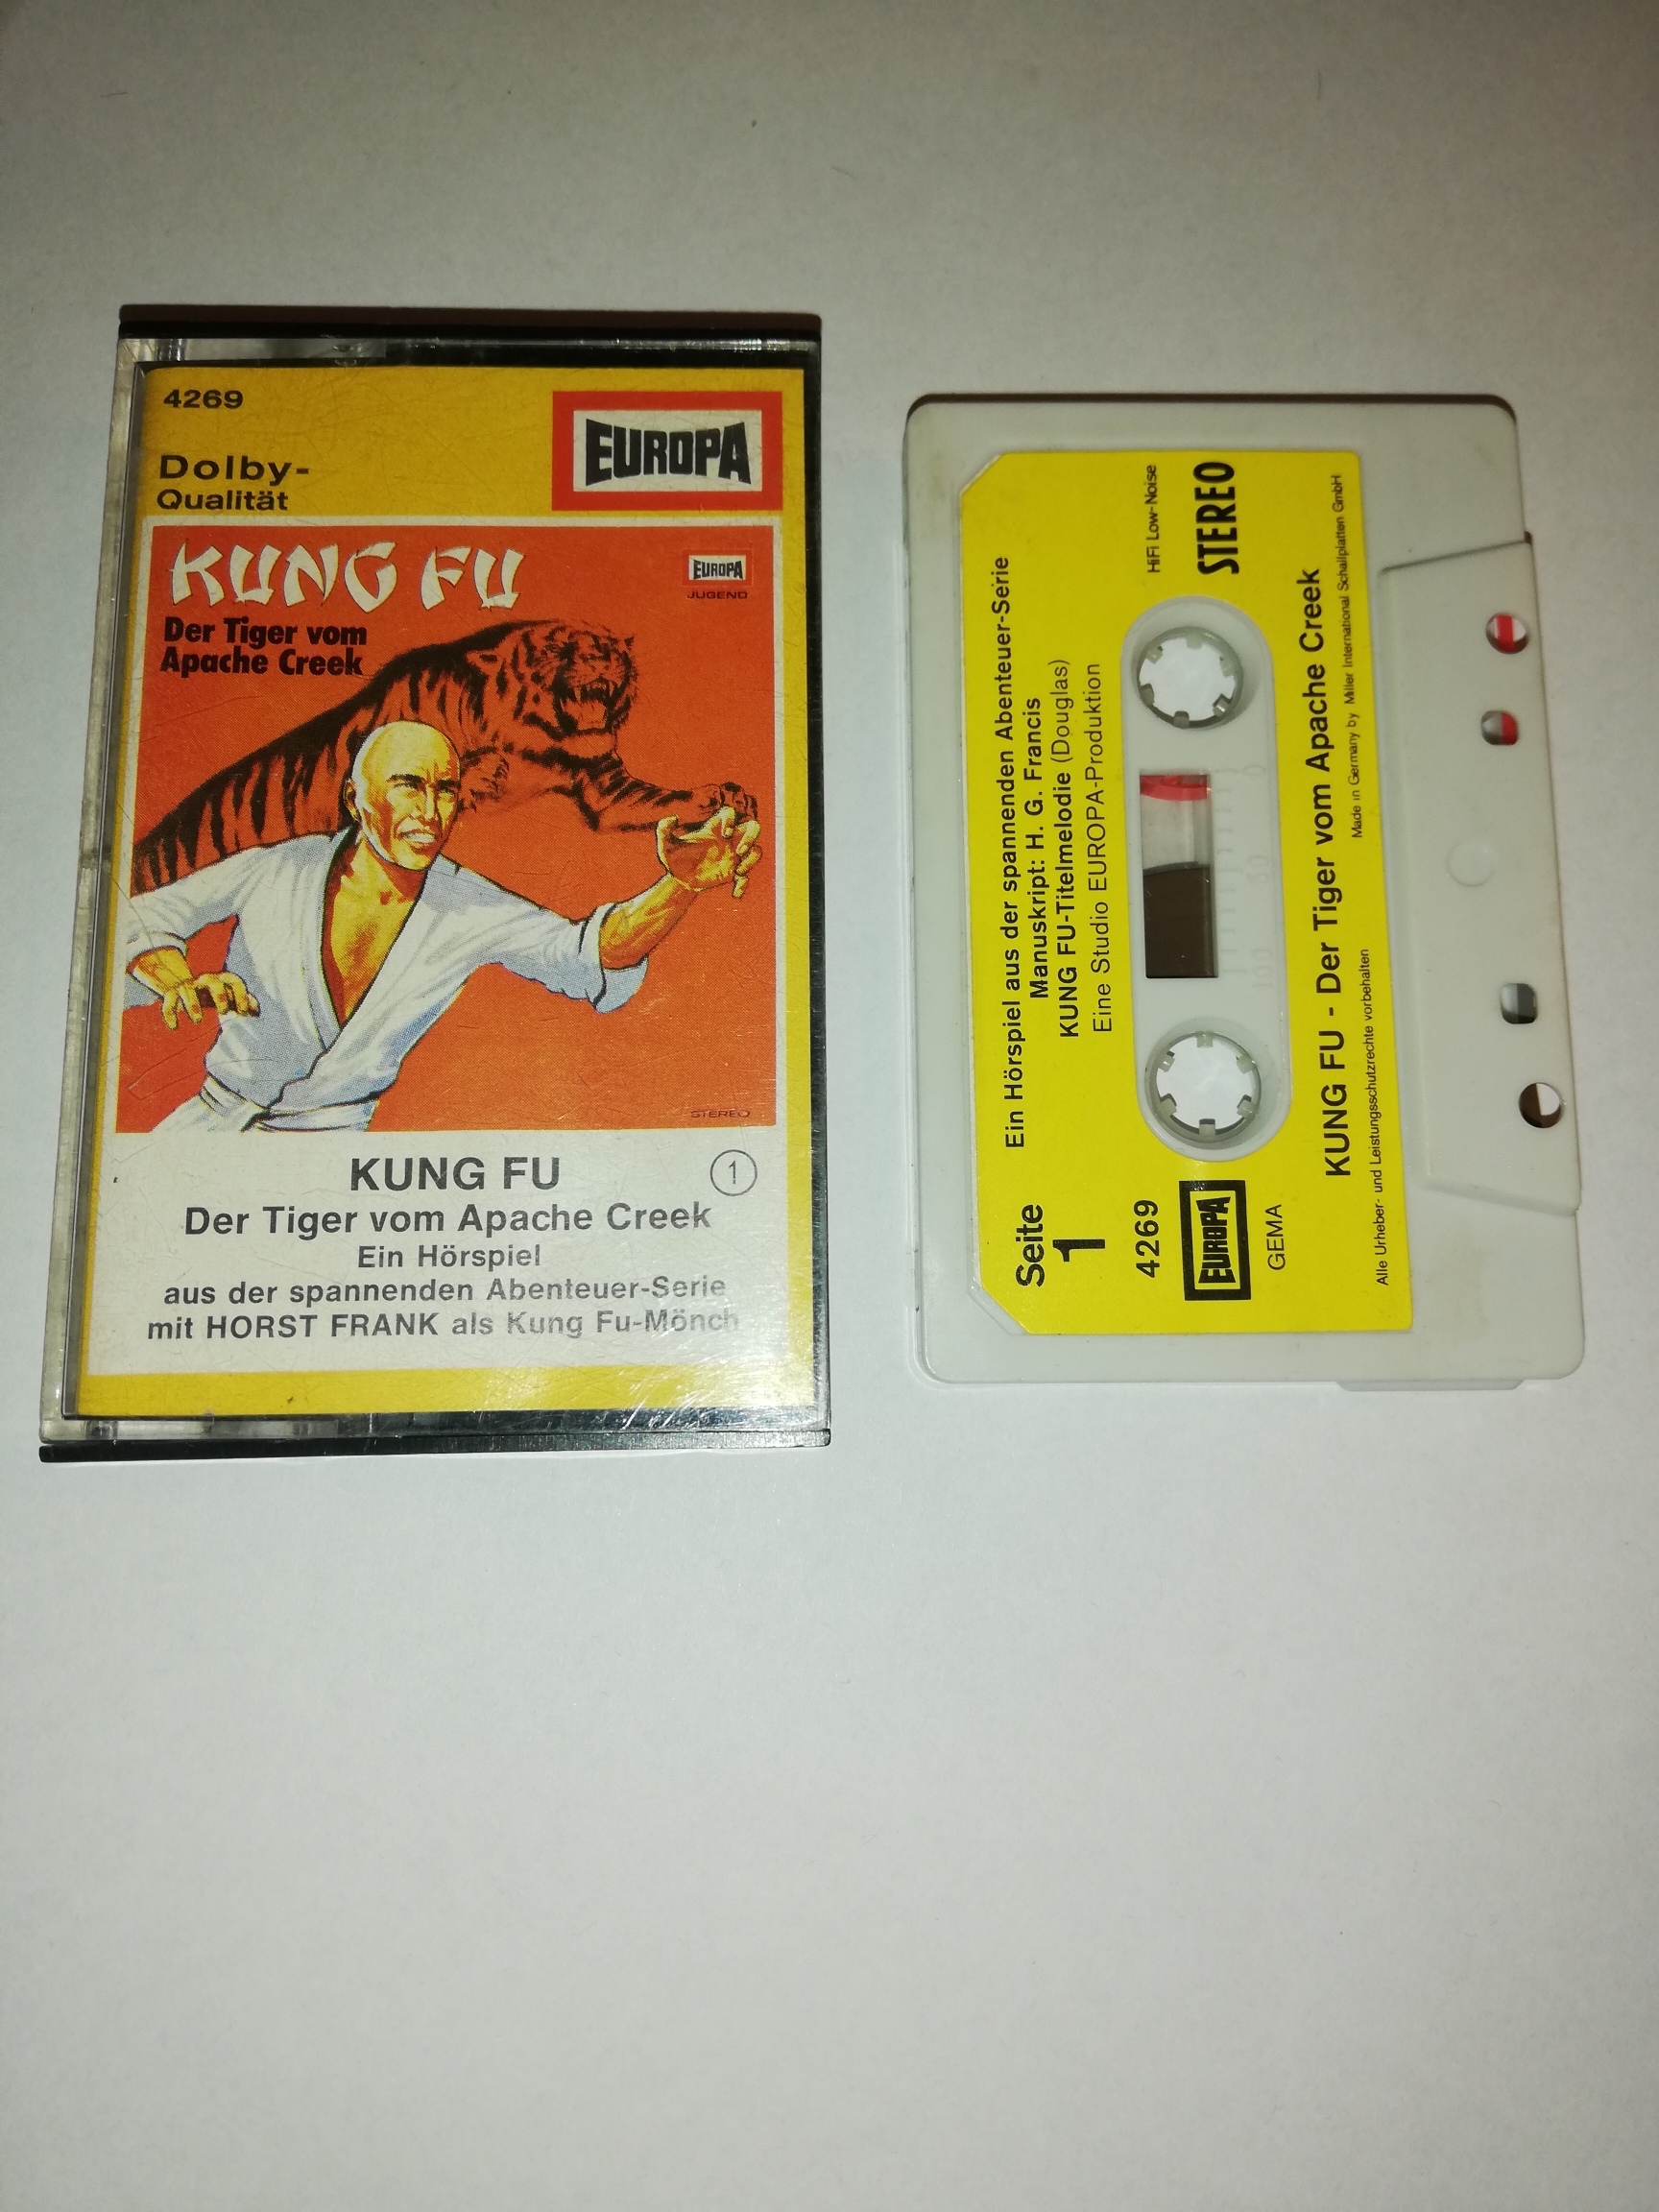 4269
EUROPA
Dolby-
Qualität
KUNG FU
EUROPA
JUGEND
Der Tiger vom
Apache Creek
STEREO
KUNG FU
1
Der Tiger vom Apache Creek
Ein Hörspiel
aus der spannenden Abenteuer-Serie
mit HORST FRANK als Kung Fu-Mönch
Seite
1
Ein Hörspiel aus der spannenden Abenteuer-Serie
Manuskript: H. G. Francis
KUNG FU-Titelmelodie (Douglas)
Eine Studio EUROPA-Produktion
4269
EUROPA
GEMA
HiFi Low-Noise
STEREO
100 50 0
KUNG FU - Der Tiger vom Apache Creek
Made in Germany by Miller International Schallplatten GmbH
Alle Urheber- und Leistungsschutzrechte vorbehalten